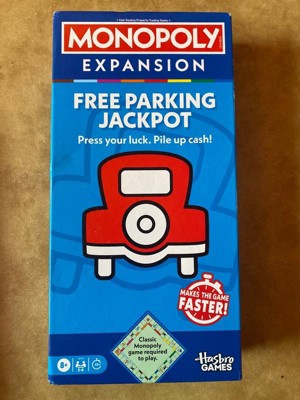 MONOPOLY
EXPANSION
FREE PARKING
JACKPOT
Press your luck. Pile up cash!
MAKES THE GAME
FASTER!
Classic
Monopoly
game required
to play.
8+
Hasbro
GAMES